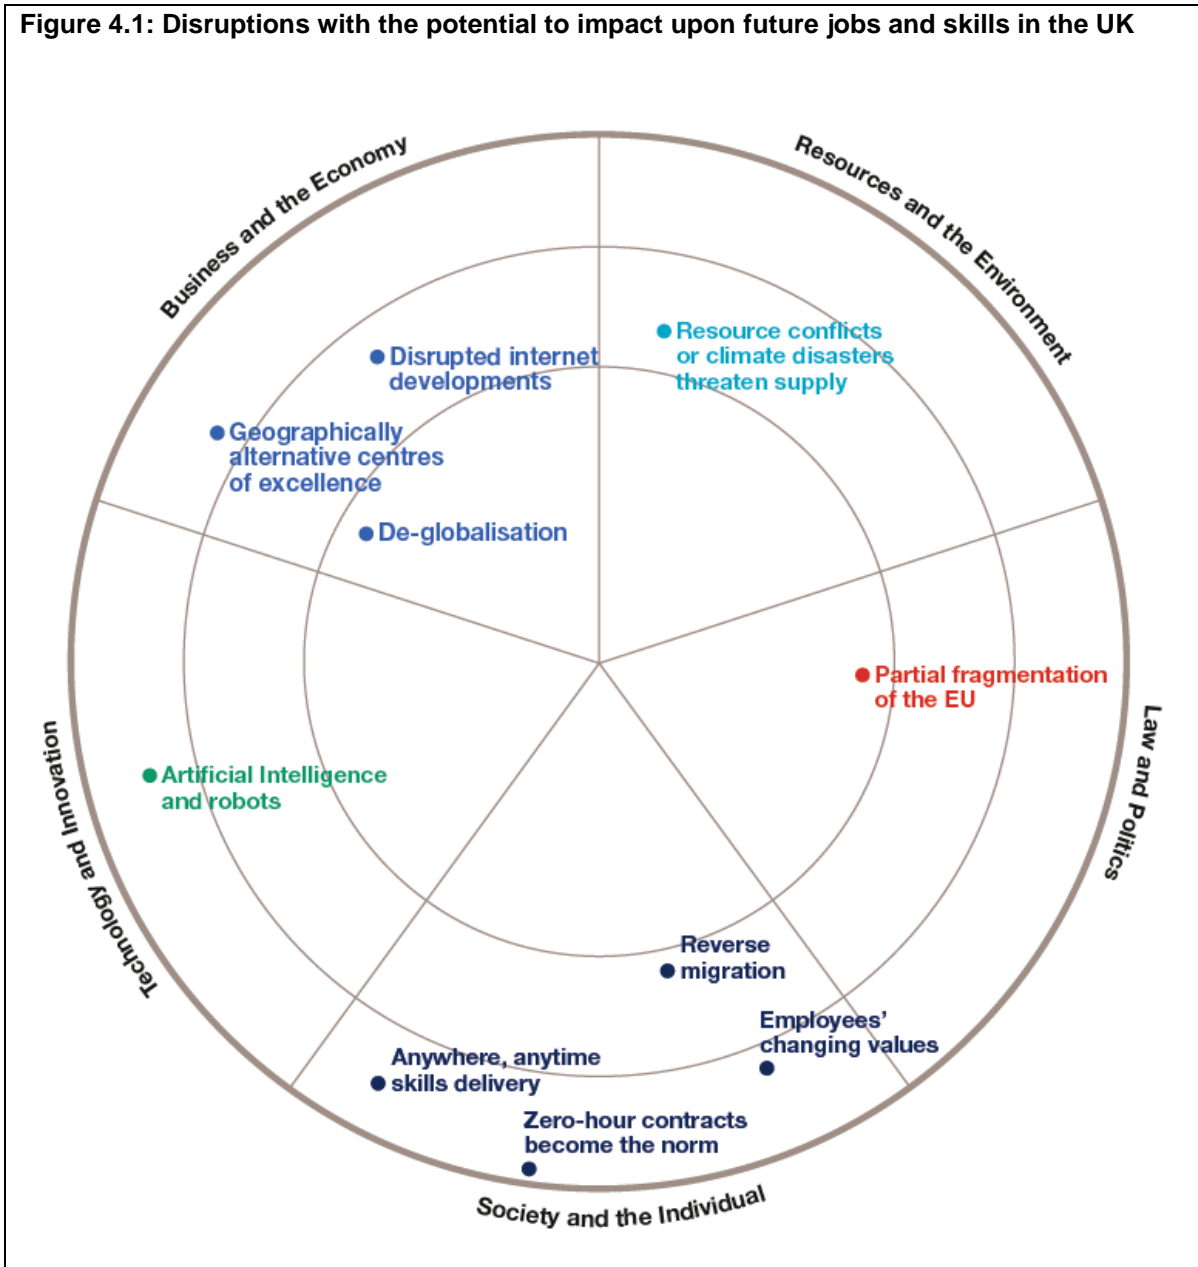 Figure 4.1: Disruptions with the potential to impact upon future jobs and skills in the UK
Business and the Economy
Resources and the Environment
Disrupted internet
developments
Resource conflicts
or climate disasters
threaten supply
Geographically
alternative centres
of excellence
De-globalisation
Partial fragmentation
of the EU
Law and Politics
Technology and Innovation
Artificial Intelligence
and robots
Reverse
migration
Employees’
changing values
Anywhere, anytime
skills delivery
Zero-hour contracts
become the norm
Society and the Individual